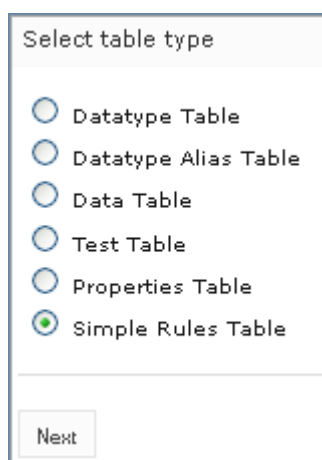 Select table type
Datatype Table
Datatype Alias Table
Data Table
Test Table
Properties Table
Simple Rules Table
Next